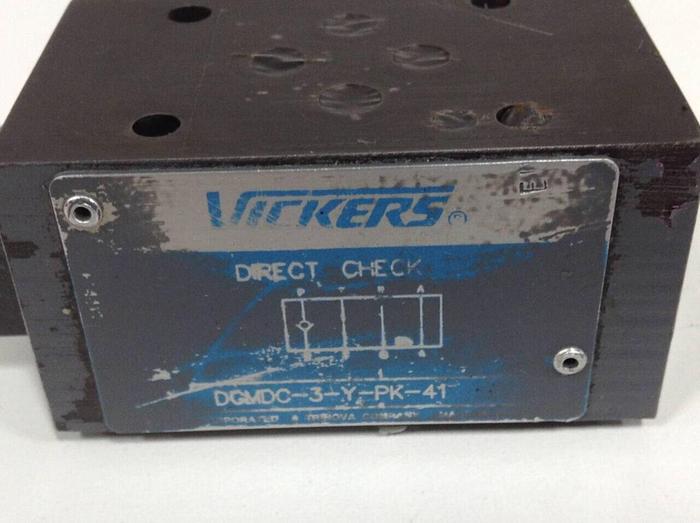 VICKERS®
DIRECT CHECK
P T B A
DGMDC-3-Y-PK-41